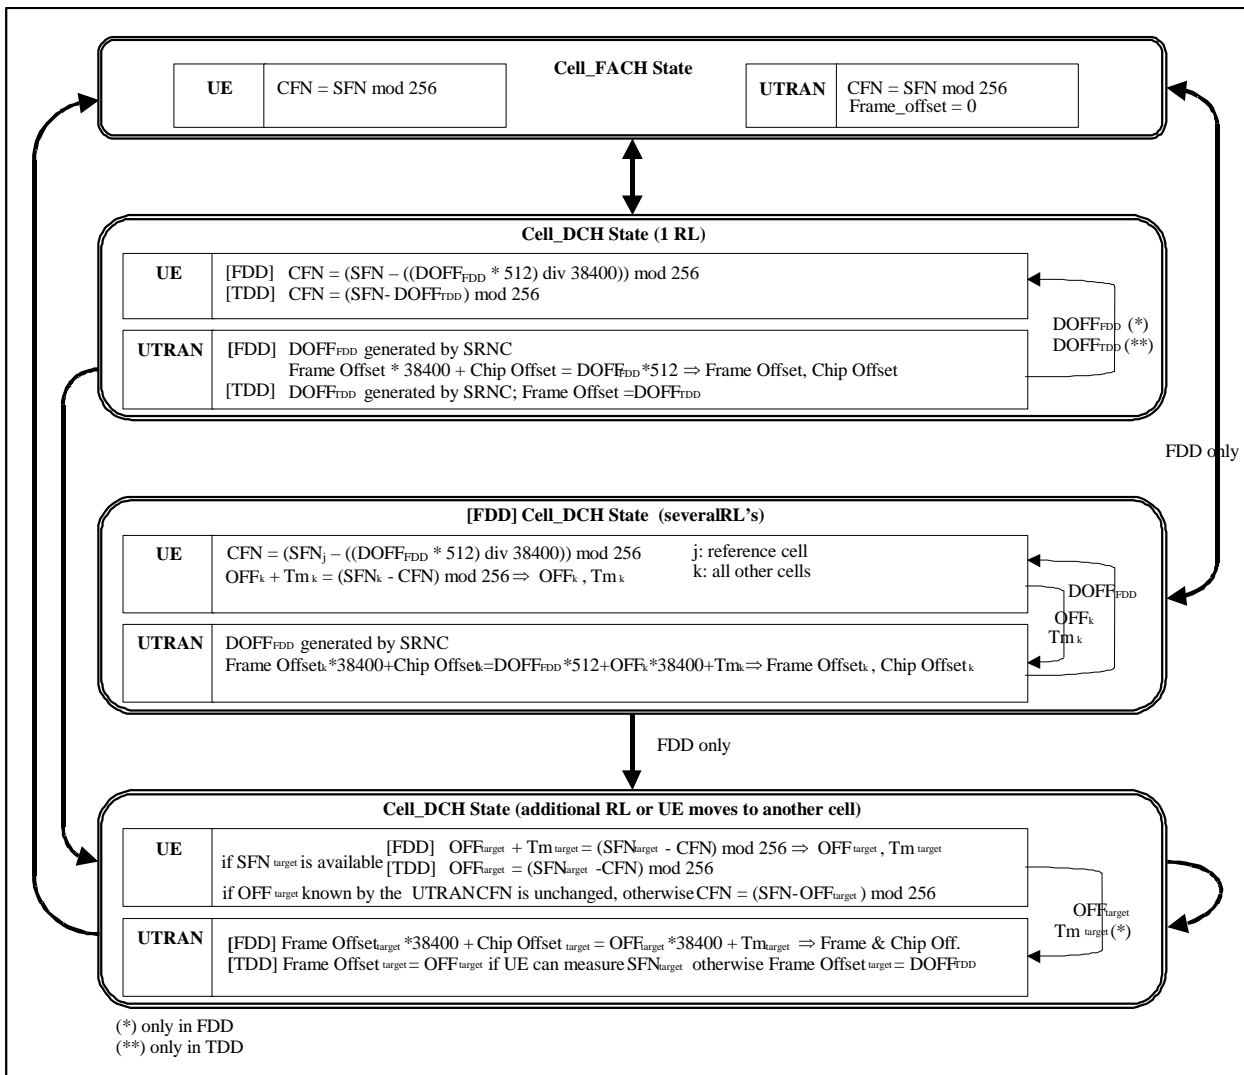 Cell_FACH State
UE CFN = SFN mod 256
UTRAN CFN = SFN mod 256
Frame_offset = 0
Cell_DCH State (1 RL)
UE [FDD] CFN = (SFN – ((DOFFFDD * 512) div 38400)) mod 256
[TDD] CFN = (SFN- DOFFTDD) mod 256
DOFFFDD (*)
DOFFTDD (**)
UTRAN [FDD] DOFFFDD generated by SRNC
Frame Offset * 38400 + Chip Offset = DOFFFDD *512 ⇒ Frame Offset, Chip Offset
[TDD] DOFFTDD generated by SRNC; Frame Offset =DOFFTDD
FDD only
[FDD] Cell_DCH State (severalRL's)
UE CFN = (SFNj – ((DOFFFDD * 512) div 38400)) mod 256 j: reference cell
OFFk + Tmk = (SFNk - CFN) mod 256 ⇒ OFFk , Tmk k: all other cells
DOFFFDD
OFFk
Tmk
UTRAN DOFFFDD generated by SRNC
Frame Offsetk*38400+Chip Offsetk=DOFFFDD*512+OFFk*38400+Tmk⇒ Frame Offsetk, Chip Offsetk
FDD only
Cell_DCH State (additional RL or UE moves to another cell)
UE if SFN target is available [FDD] OFFtarget + Tmtarget = (SFNtarget - CFN) mod 256 ⇒ OFFtarget, Tm target
[TDD] OFFtarget = (SFNtarget -CFN) mod 256
if OFF target known by the UTRAN CFN is unchanged, otherwise CFN = (SFN-OFFtarget) mod 256
OFFtarget
Tm target (*)
UTRAN [FDD] Frame Offsettarget *38400 + Chip Offset target = OFFtarget *38400 + Tmtarget ⇒ Frame & Chip Off.
[TDD] Frame Offset target = OFF target if UE can measure SFNtarget otherwise Frame Offset target = DOFFTDD
(*) only in FDD
(**) only in TDD